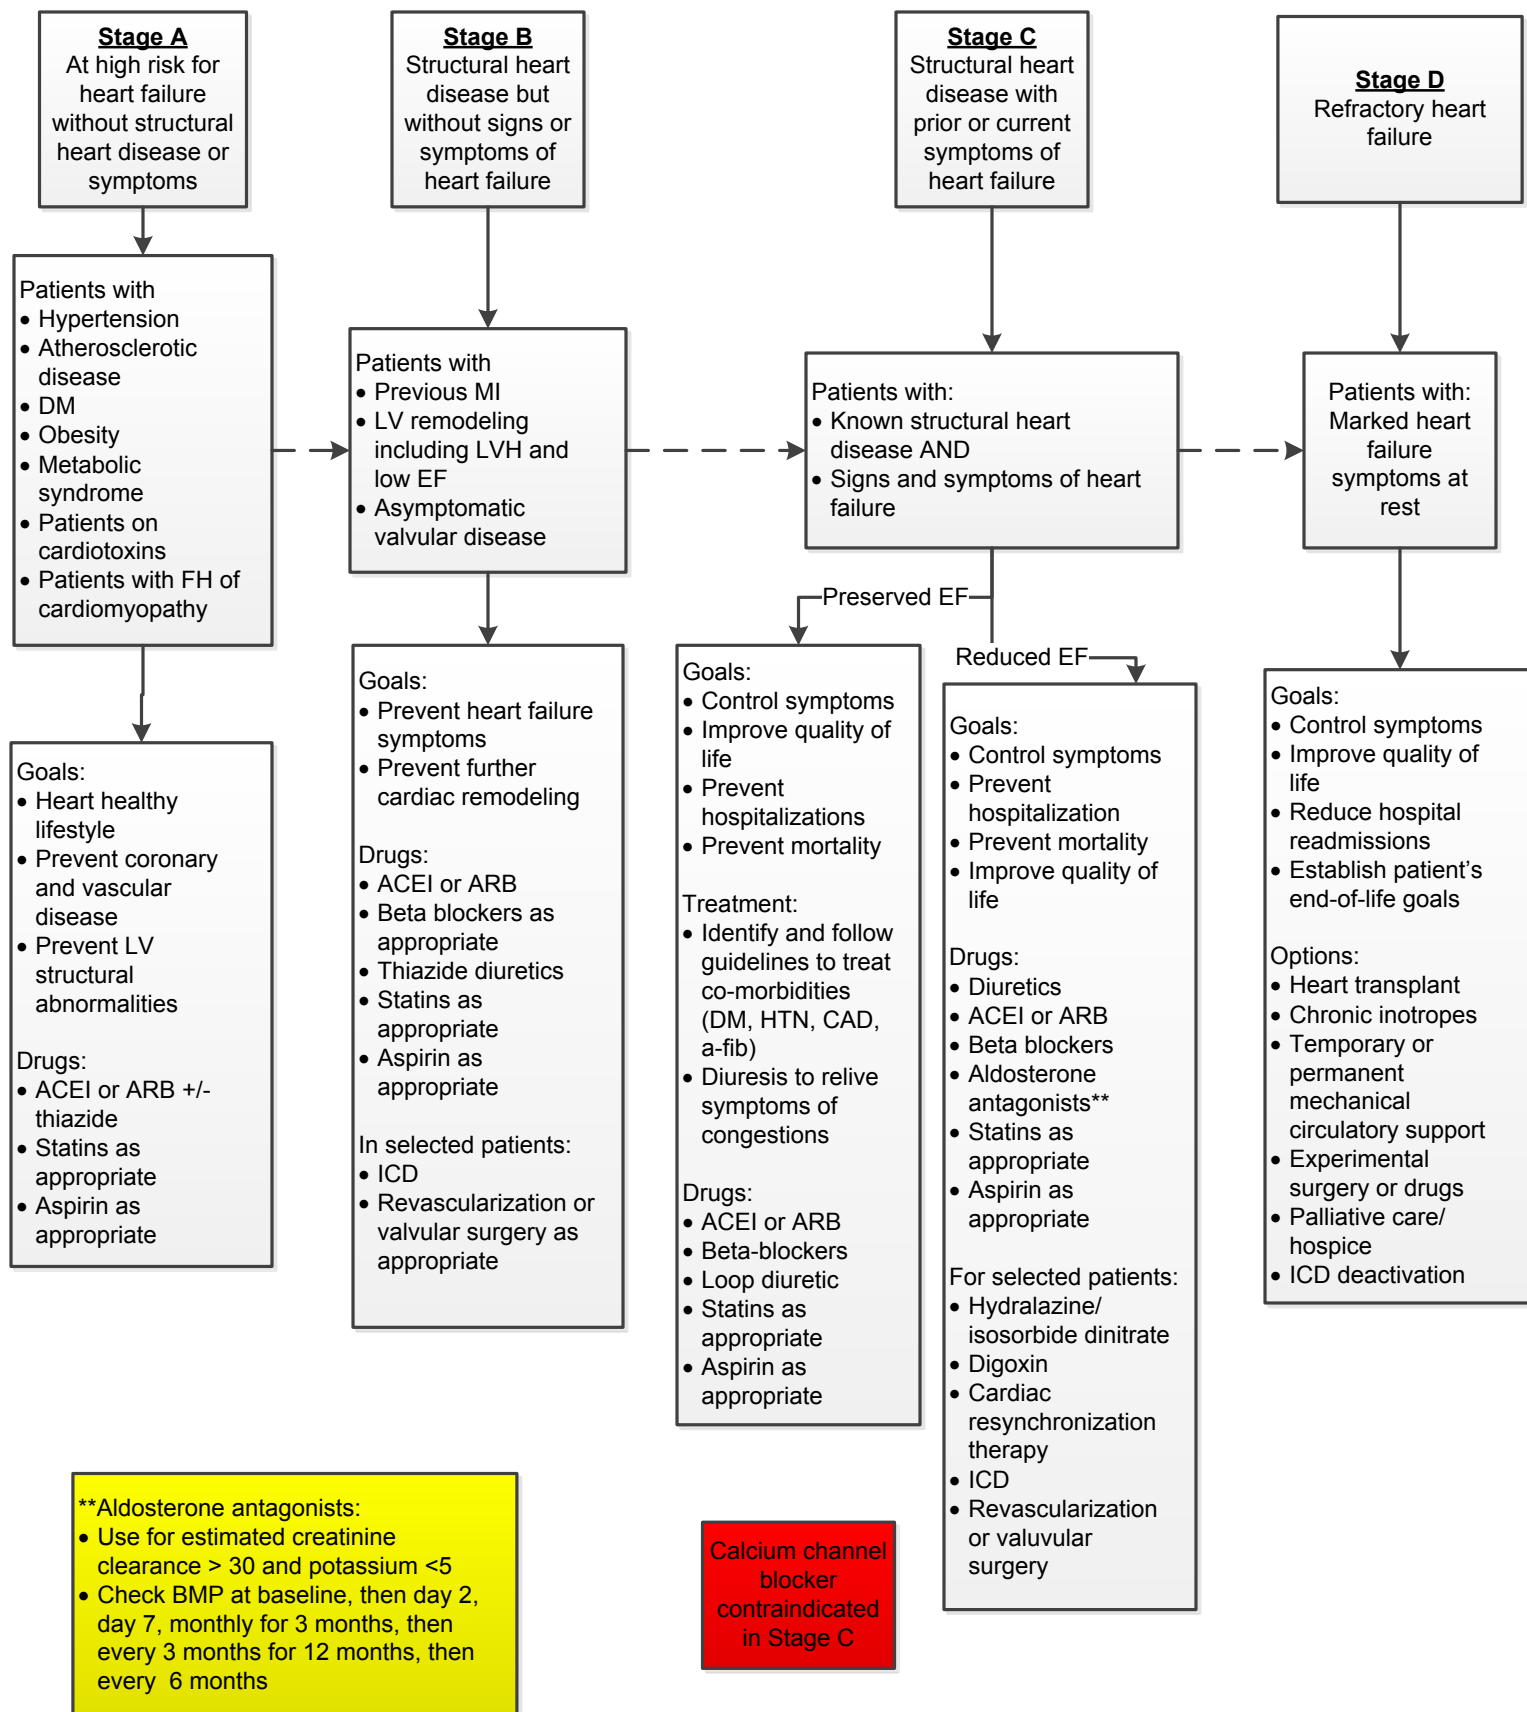 Stage A
At high risk for
heart failure
without structural
heart disease or
symptoms
Stage B
Structural heart
disease but
without signs or
symptoms of
heart failure
Stage C
Structural heart
disease with
prior or current
symptoms of
heart failure
Stage D
Refractory heart
failure
Patients with
• Hypertension
• Atherosclerotic
disease
• DM
• Obesity
• Metabolic
syndrome
• Patients on
cardiotoxins
• Patients with FH of
cardiomyopathy
Patients with
• Previous MI
• LV remodeling
including LVH and
low EF
• Asymptomatic
valvular disease
Patients with:
• Known structural heart
disease AND
• Signs and symptoms of heart
failure
Patients with:
Marked heart
failure
symptoms at
rest
Preserved EF
Reduced EF
Goals:
• Heart healthy
lifestyle
• Prevent coronary
and vascular
disease
• Prevent LV
structural
abnormalities
Drugs:
• ACEI or ARB +/-
thiazide
• Statins as
appropriate
• Aspirin as
appropriate
Goals:
• Prevent heart failure
symptoms
• Prevent further
cardiac remodeling
Drugs:
• ACEI or ARB
• Beta blockers as
appropriate
• Thiazide diuretics
• Statins as
appropriate
• Aspirin as
appropriate
In selected patients:
• ICD
• Revascularization or
valvular surgery as
appropriate
Goals:
• Control symptoms
• Improve quality of
life
• Prevent
hospitalizations
• Prevent mortality
Treatment:
• Identify and follow
guidelines to treat
co-morbidities
(DM, HTN, CAD,
a-fib)
• Diuresis to relive
symptoms of
congestions
Drugs:
• ACEI or ARB
• Beta-blockers
• Loop diuretic
• Statins as
appropriate
• Aspirin as
appropriate
Goals:
• Control symptoms
• Prevent
hospitalization
• Prevent mortality
• Improve quality of
life
Drugs:
• Diuretics
• ACEI or ARB
• Beta blockers
• Aldosterone
antagonists**
• Statins as
appropriate
• Aspirin as
appropriate
For selected patients:
• Hydralazine/
isosorbide dinitrate
• Digoxin
• Cardiac
resynchronization
therapy
• ICD
• Revascularization
or valuvular
surgery
Goals:
• Control symptoms
• Improve quality of
life
• Reduce hospital
readmissions
• Establish patient’s
end-of-life goals
Options:
• Heart transplant
• Chronic inotropes
• Temporary or
permanent
mechanical
circulatory support
• Experimental
surgery or drugs
• Palliative care/
hospice
• ICD deactivation
**Aldosterone antagonists:
• Use for estimated creatinine
clearance > 30 and potassium <5
• Check BMP at baseline, then day 2,
day 7, monthly for 3 months, then
every 3 months for 12 months, then
every 6 months
Calcium channel
blocker
contraindicated
in Stage C